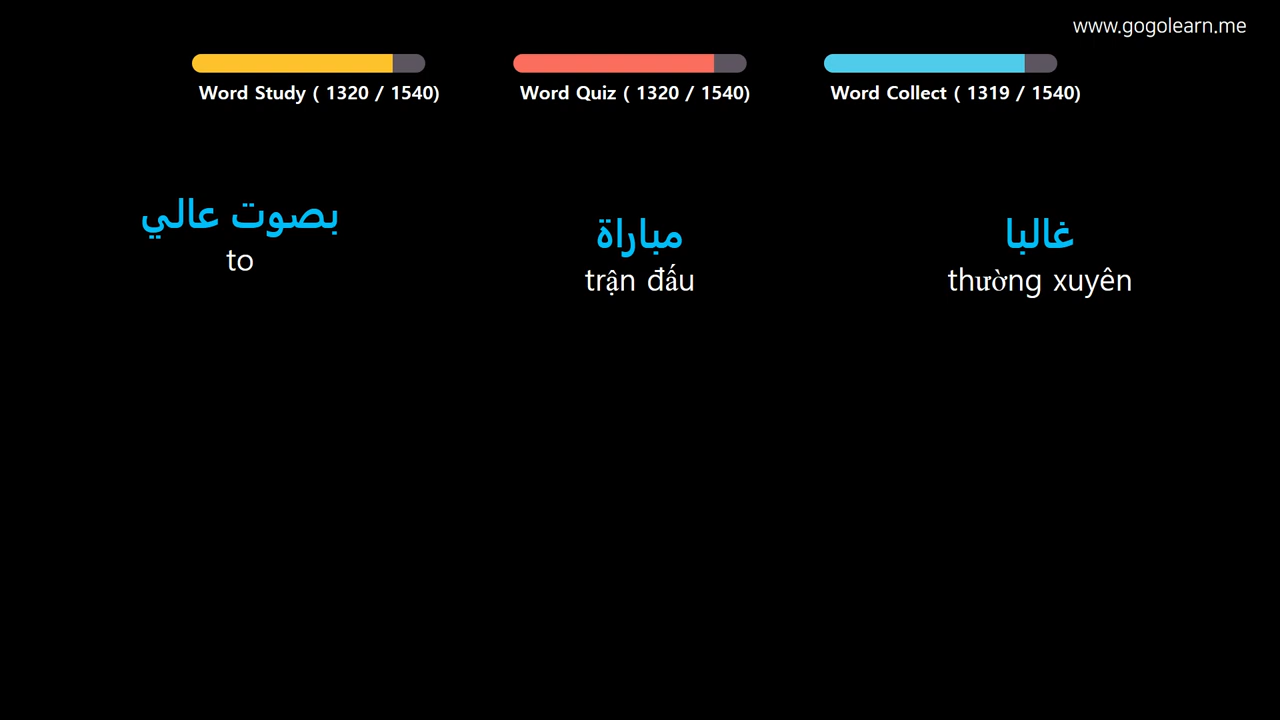 www.gogolearn.me
Word Study ( 1320 / 1540)
Word Quiz ( 1320 / 1540)
Word Collect ( 1319 / 1540)
بصوت عالي
to
مباراة
trận đấu
غالبا
thường xuyên